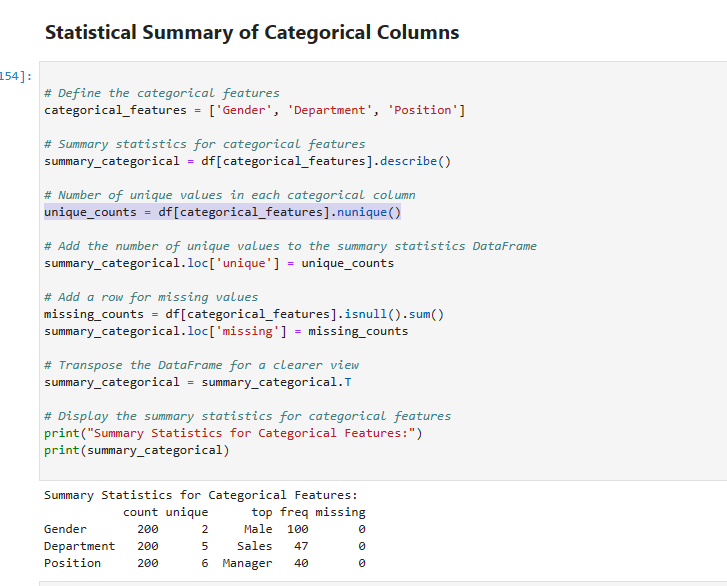 Statistical Summary of Categorical Columns
154]:
# Define the categorical features
categorical_features = ['Gender', 'Department', 'Position']
# Summary statistics for categorical features
summary_categorical = df[categorical_features].describe()
# Number of unique values in each categorical column
unique_counts = df[categorical_features].nunique()
# Add the number of unique values to the summary statistics DataFrame
summary_categorical.loc['unique'] = unique_counts
# Add a row for missing values
missing_counts = df[categorical_features].isnull().sum()
summary_categorical.loc['missing'] = missing_counts
# Transpose the DataFrame for a clearer view
summary_categorical = summary_categorical.T
# Display the summary statistics for categorical features
print("Summary Statistics for Categorical Features:")
print(summary_categorical)
Summary Statistics for Categorical Features:
count unique top freq missing
Gender 200 2 Male 100 0
Department 200 5 Sales 47 0
Position 200 6 Manager 40 0